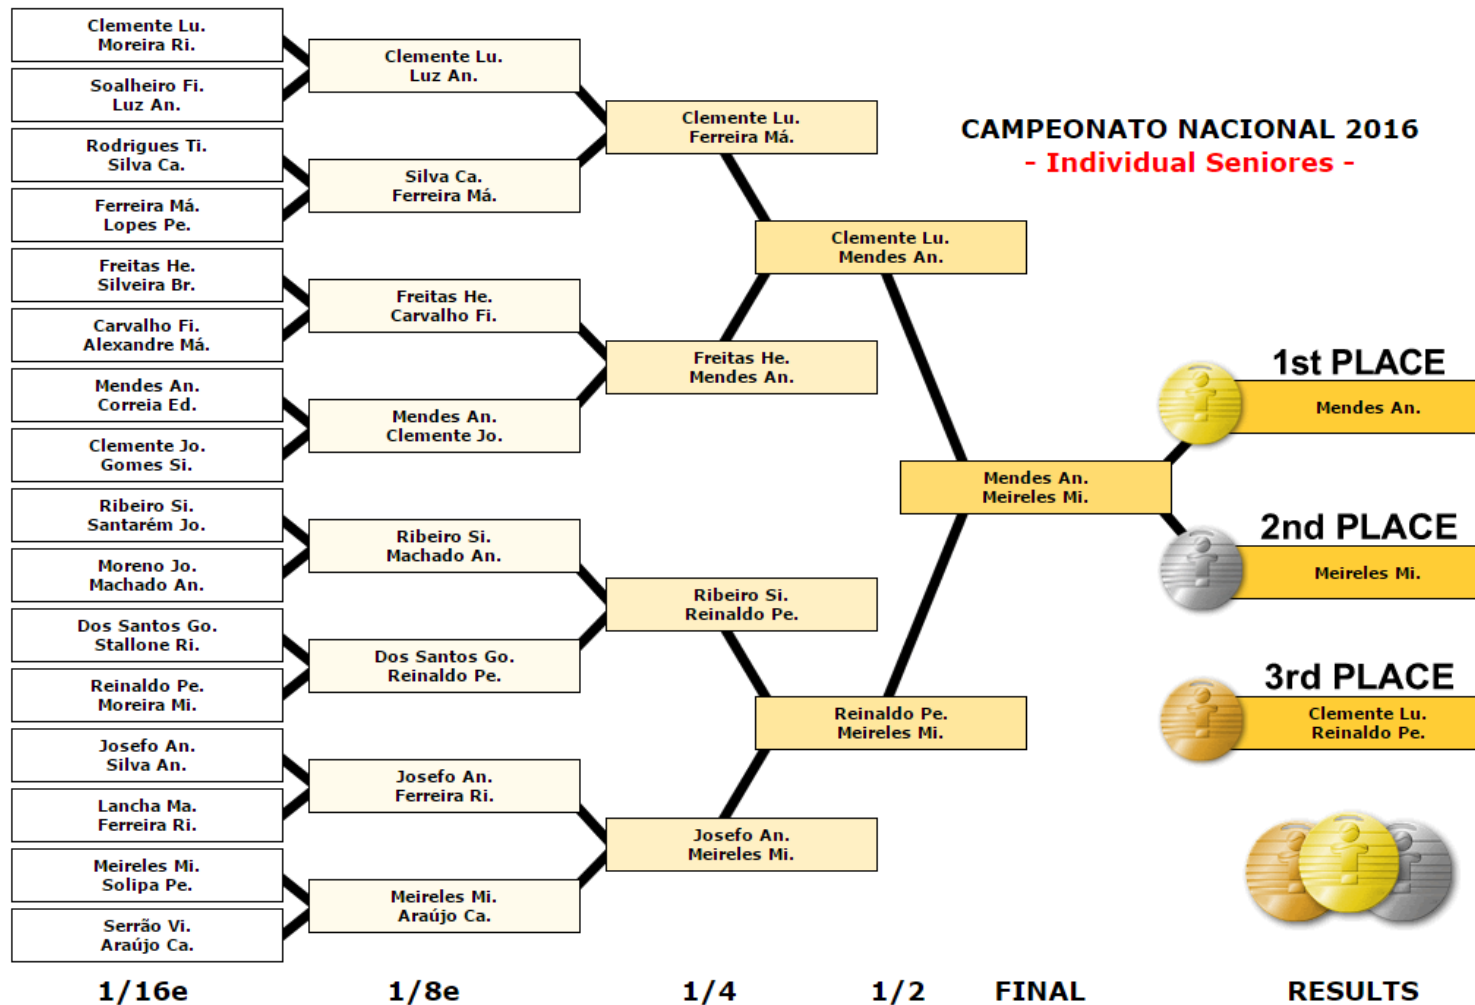 Clemente Lu.
Moreira Ri.
Soalheiro Fi.
Luz An.
Rodrigues Ti.
Silva Ca.
Ferreira Má.
Lopes Pe.
Freitas He.
Silveira Br.
Carvalho Fi.
Alexandre Má.
Mendes An.
Correia Ed.
Clemente Jo.
Gomes Si.
Ribeiro Si.
Santarém Jo.
Moreno Jo.
Machado An.
Dos Santos Go.
Stallone Ri.
Reinaldo Pe.
Moreira Mi.
Josefo An.
Silva An.
Lancha Ma.
Ferreira Ri.
Meireles Mi.
Solipa Pe.
Serrão Vi.
Araújo Ca.
1/16e
Clemente Lu.
Luz An.
Silva Ca.
Ferreira Má.
Freitas He.
Carvalho Fi.
Mendes An.
Clemente Jo.
Ribeiro Si.
Machado An.
Dos Santos Go.
Reinaldo Pe.
Josefo An.
Ferreira Ri.
Meireles Mi.
Araújo Ca.
1/8e
Clemente Lu.
Ferreira Má.
Freitas He.
Mendes An.
Ribeiro Si.
Reinaldo Pe.
Josefo An.
Meireles Mi.
1/4
Clemente Lu.
Mendes An.
Reinaldo Pe.
Meireles Mi.
1/2
Mendes An.
Meireles Mi.
FINAL
CAMPEONATO NACIONAL 2016
- Individual Seniores -
1st PLACE
Mendes An.
2nd PLACE
Meireles Mi.
3rd PLACE
Clemente Lu.
Reinaldo Pe.
RESULTS